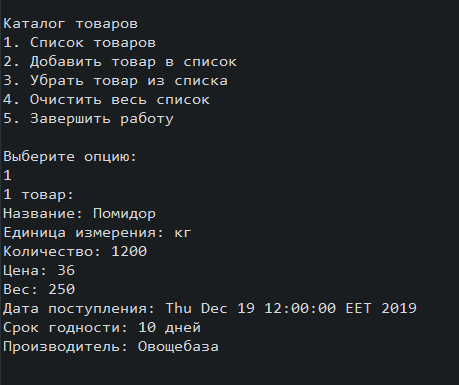 Каталог товаров
1. Список товаров
2. Добавить товар в список
3. Убрать товар из списка
4. Очистить весь список
5. Завершить работу
Выберите опцию:
1
1 товар:
Название: Помидор
Единица измерения: кг
Количество: 1200
Цена: 36
Вес: 250
Дата поступления: Thu Dec 19 12:00:00 EET 2019
Срок годности: 10 дней
Производитель: Овощебаза